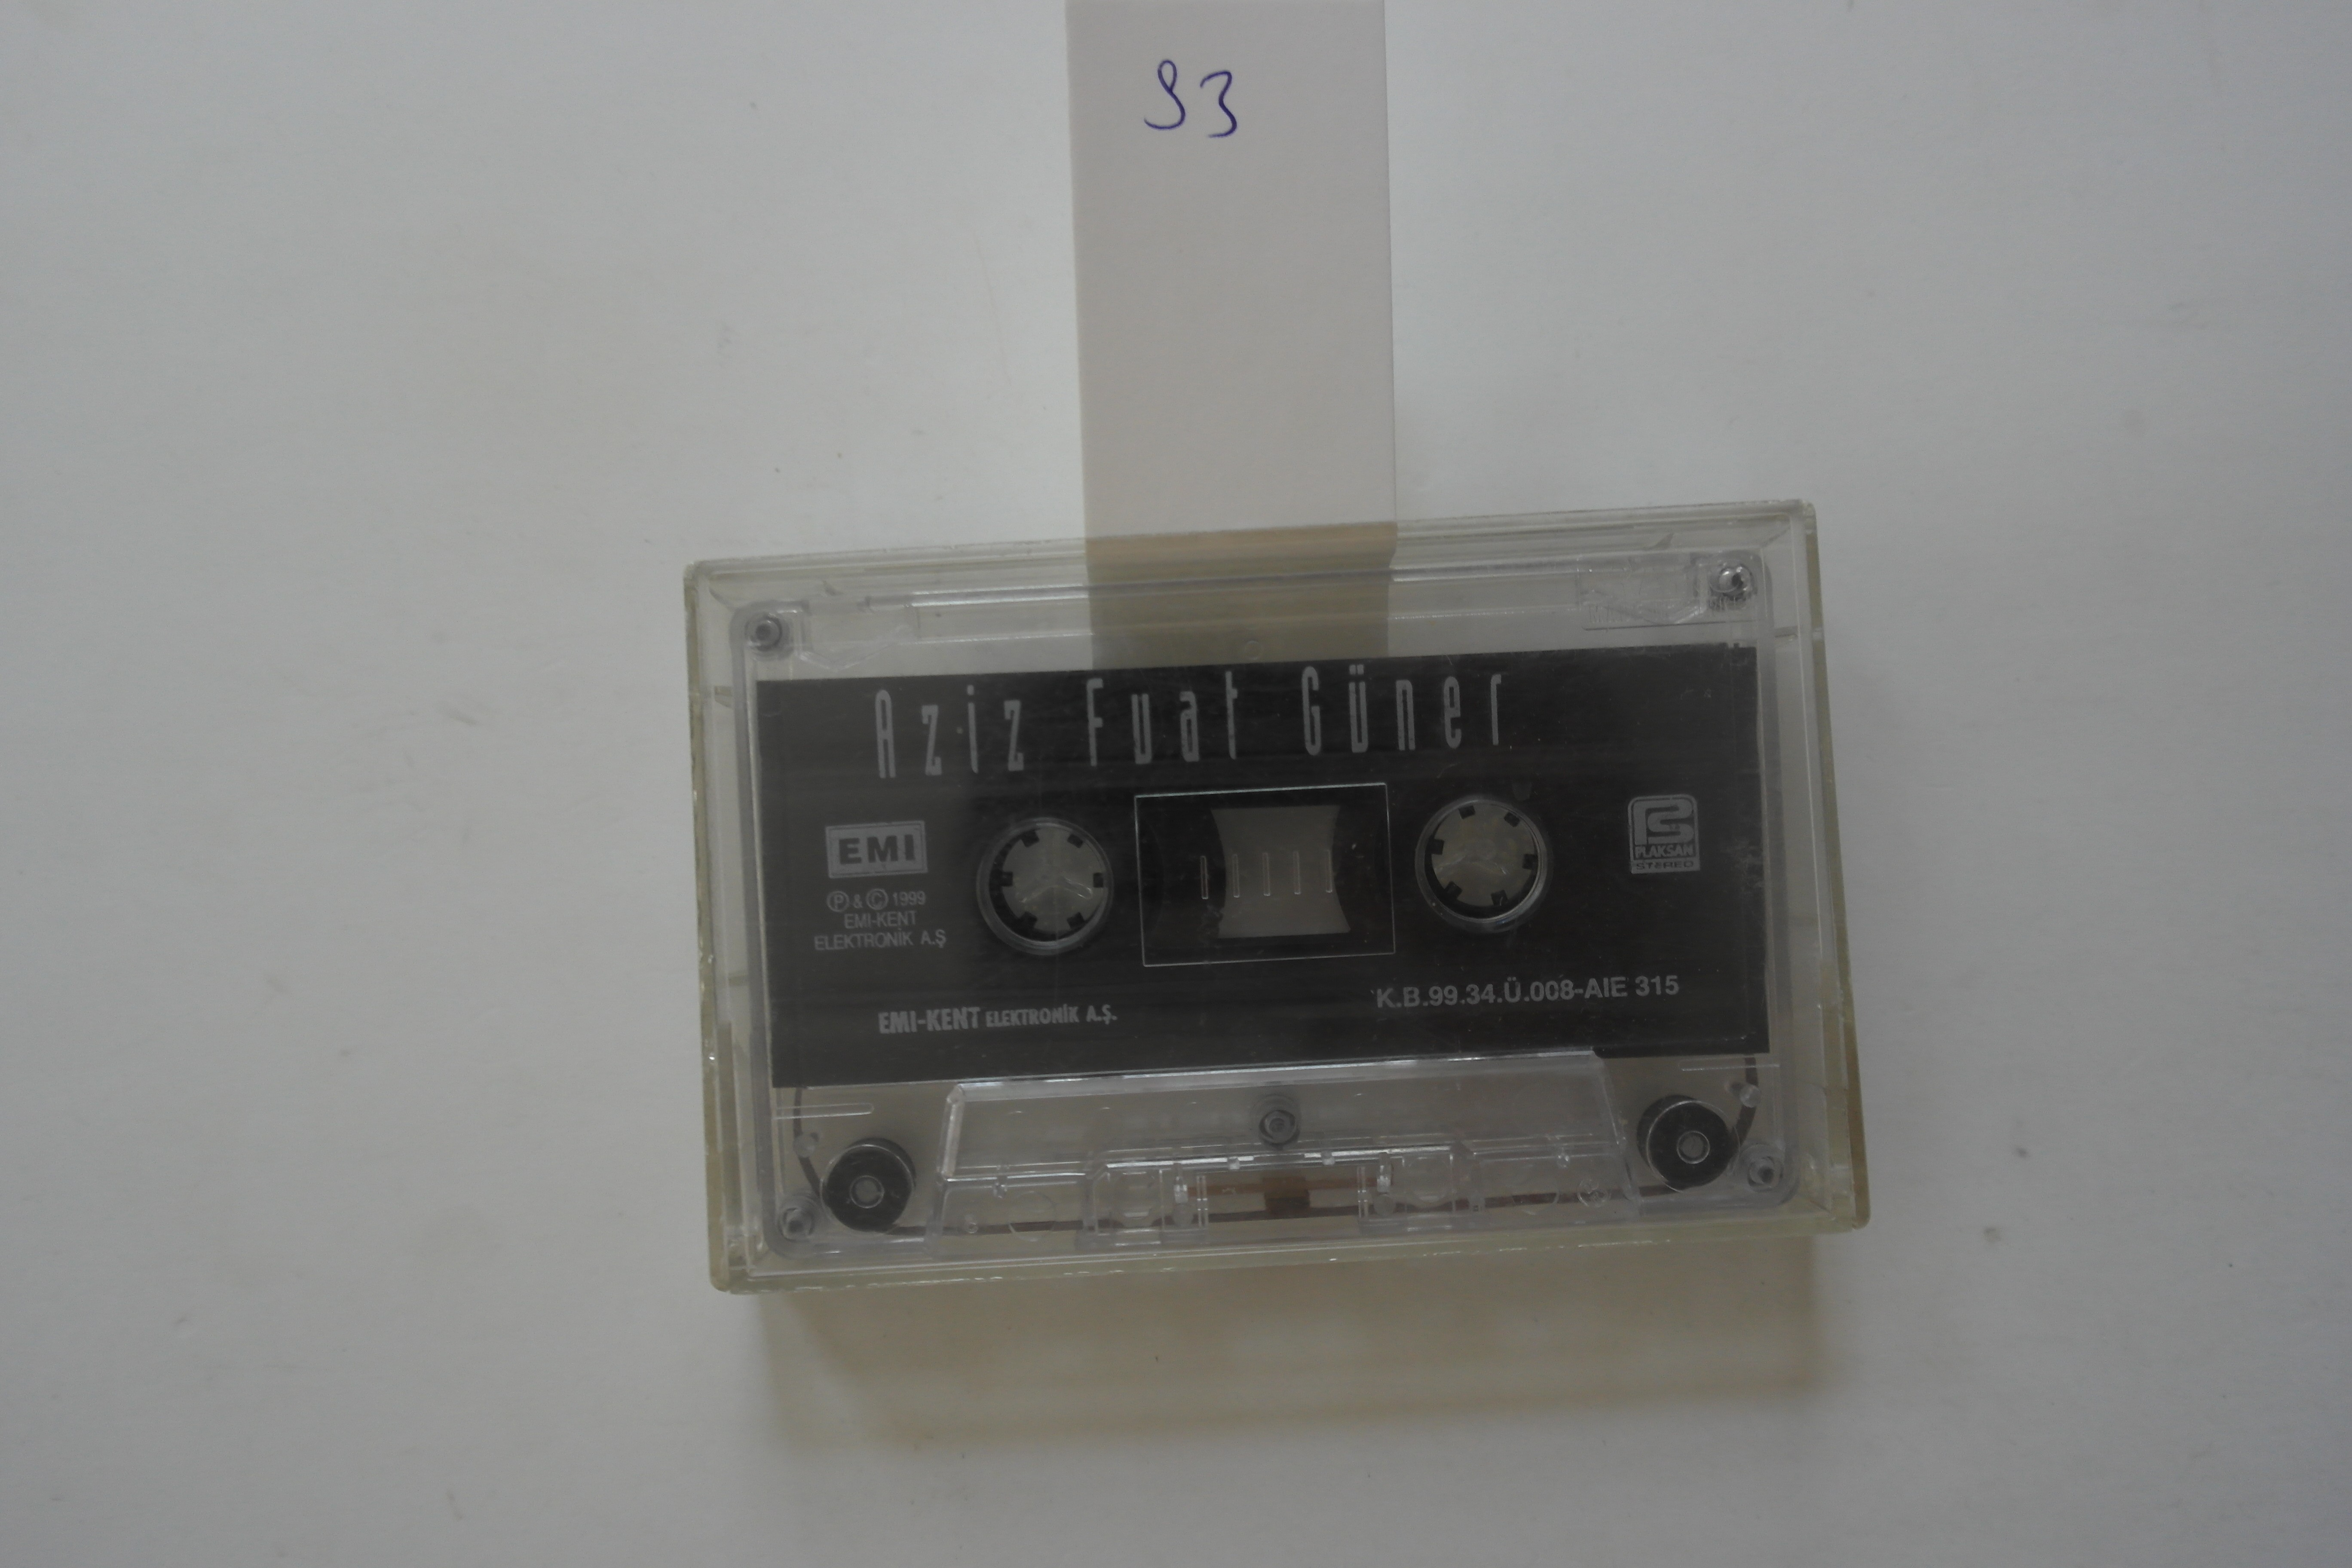 93
Aziz Fuat Güner
EMI
Ⓟ & Ⓒ 1999
EMI-KENT
ELEKTRONİK A.Ş
PLAKSAN
STEREO
K.B.99.34.Ü.008-AIE 315
EMI-KENT ELEKTRONİK A.Ş.